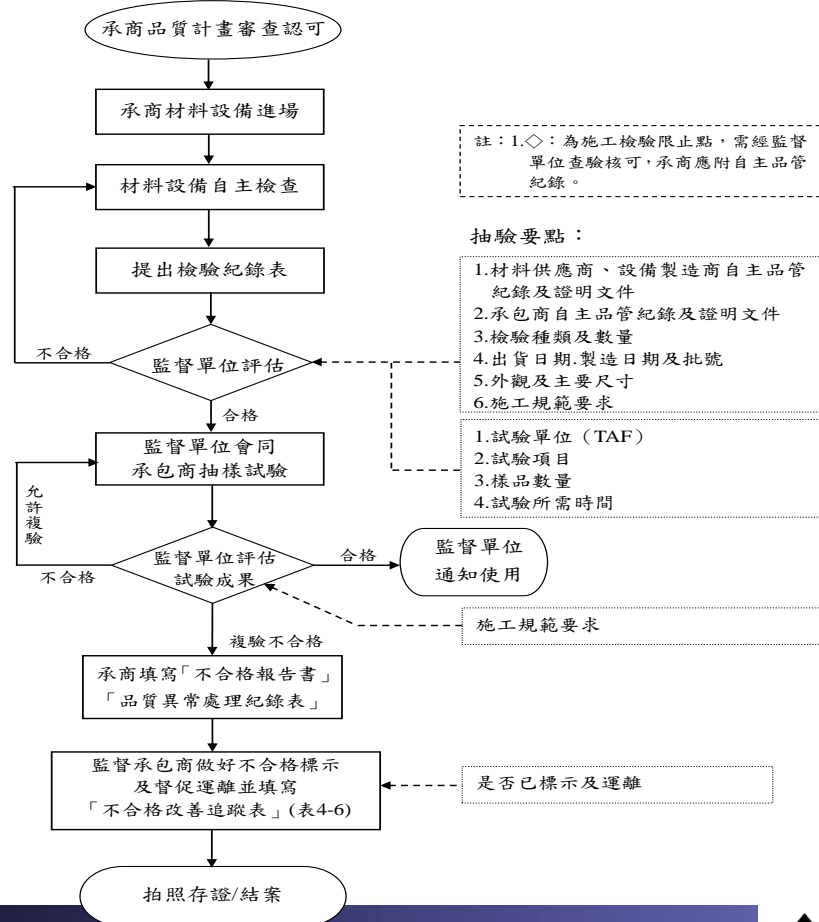 承商品質計畫審查認可
承商材料設備進場
註：1.◇：為施工檢驗限止點，需經監督
單位查驗核可，承商應附自主品管
紀錄。
材料設備自主檢查
抽驗要點：
提出檢驗紀錄表
1.材料供應商、設備製造商自主品管
紀錄及證明文件
2.承包商自主品管紀錄及證明文件
3.檢驗種類及數量
4.出貨日期.製造日期及批號
5.外觀及主要尺寸
6.施工規範要求
不合格
監督單位評估
合格
1.試驗單位（TAF）
2.試驗項目
3.樣品數量
4.試驗所需時間
監督單位會同
承包商抽樣試驗
允許複驗
不合格
監督單位評估
試驗成果
合格
監督單位
通知使用
施工規範要求
複驗不合格
承商填寫「不合格報告書」
「品質異常處理紀錄表」
監督承包商做好不合格標示
及督促運離並填寫
「不合格改善追蹤表」(表4-6)
是否已標示及運離
拍照存證/結案